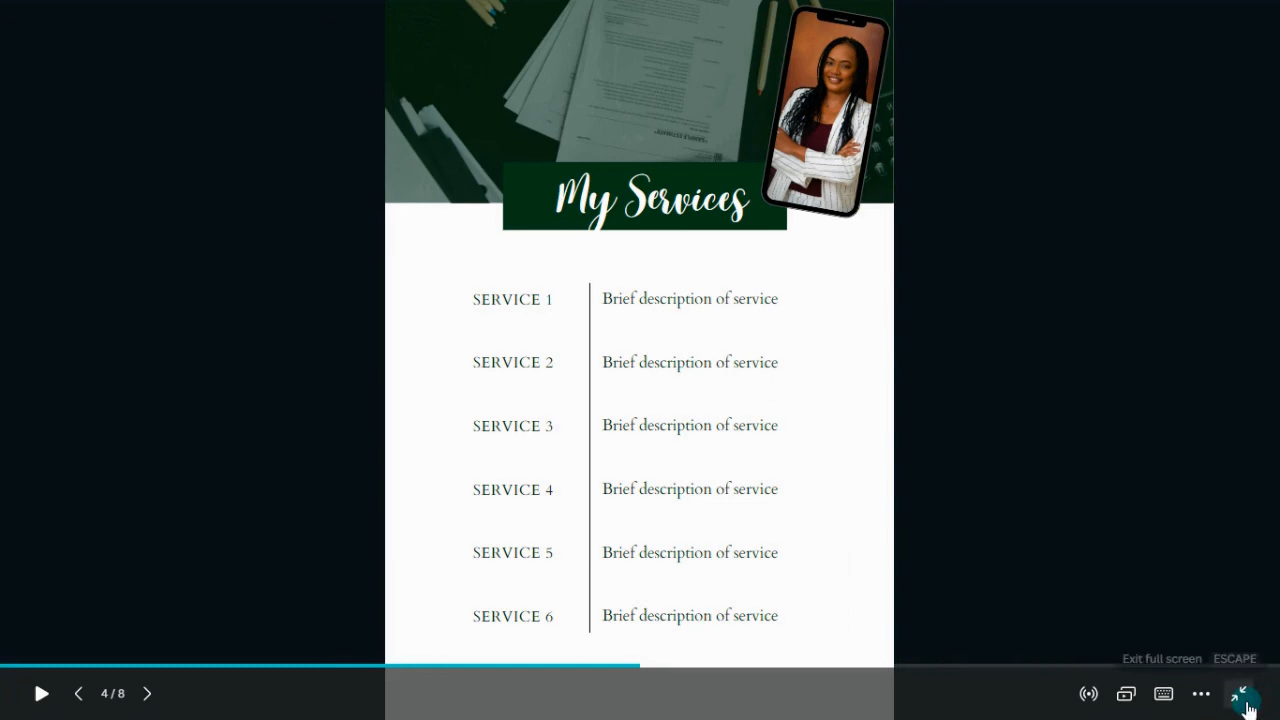 My Services
SERVICE 1 Brief description of service
SERVICE 2 Brief description of service
SERVICE 3 Brief description of service
SERVICE 4 Brief description of service
SERVICE 5 Brief description of service
SERVICE 6 Brief description of service
Exit full screen ESCAPE
4/8